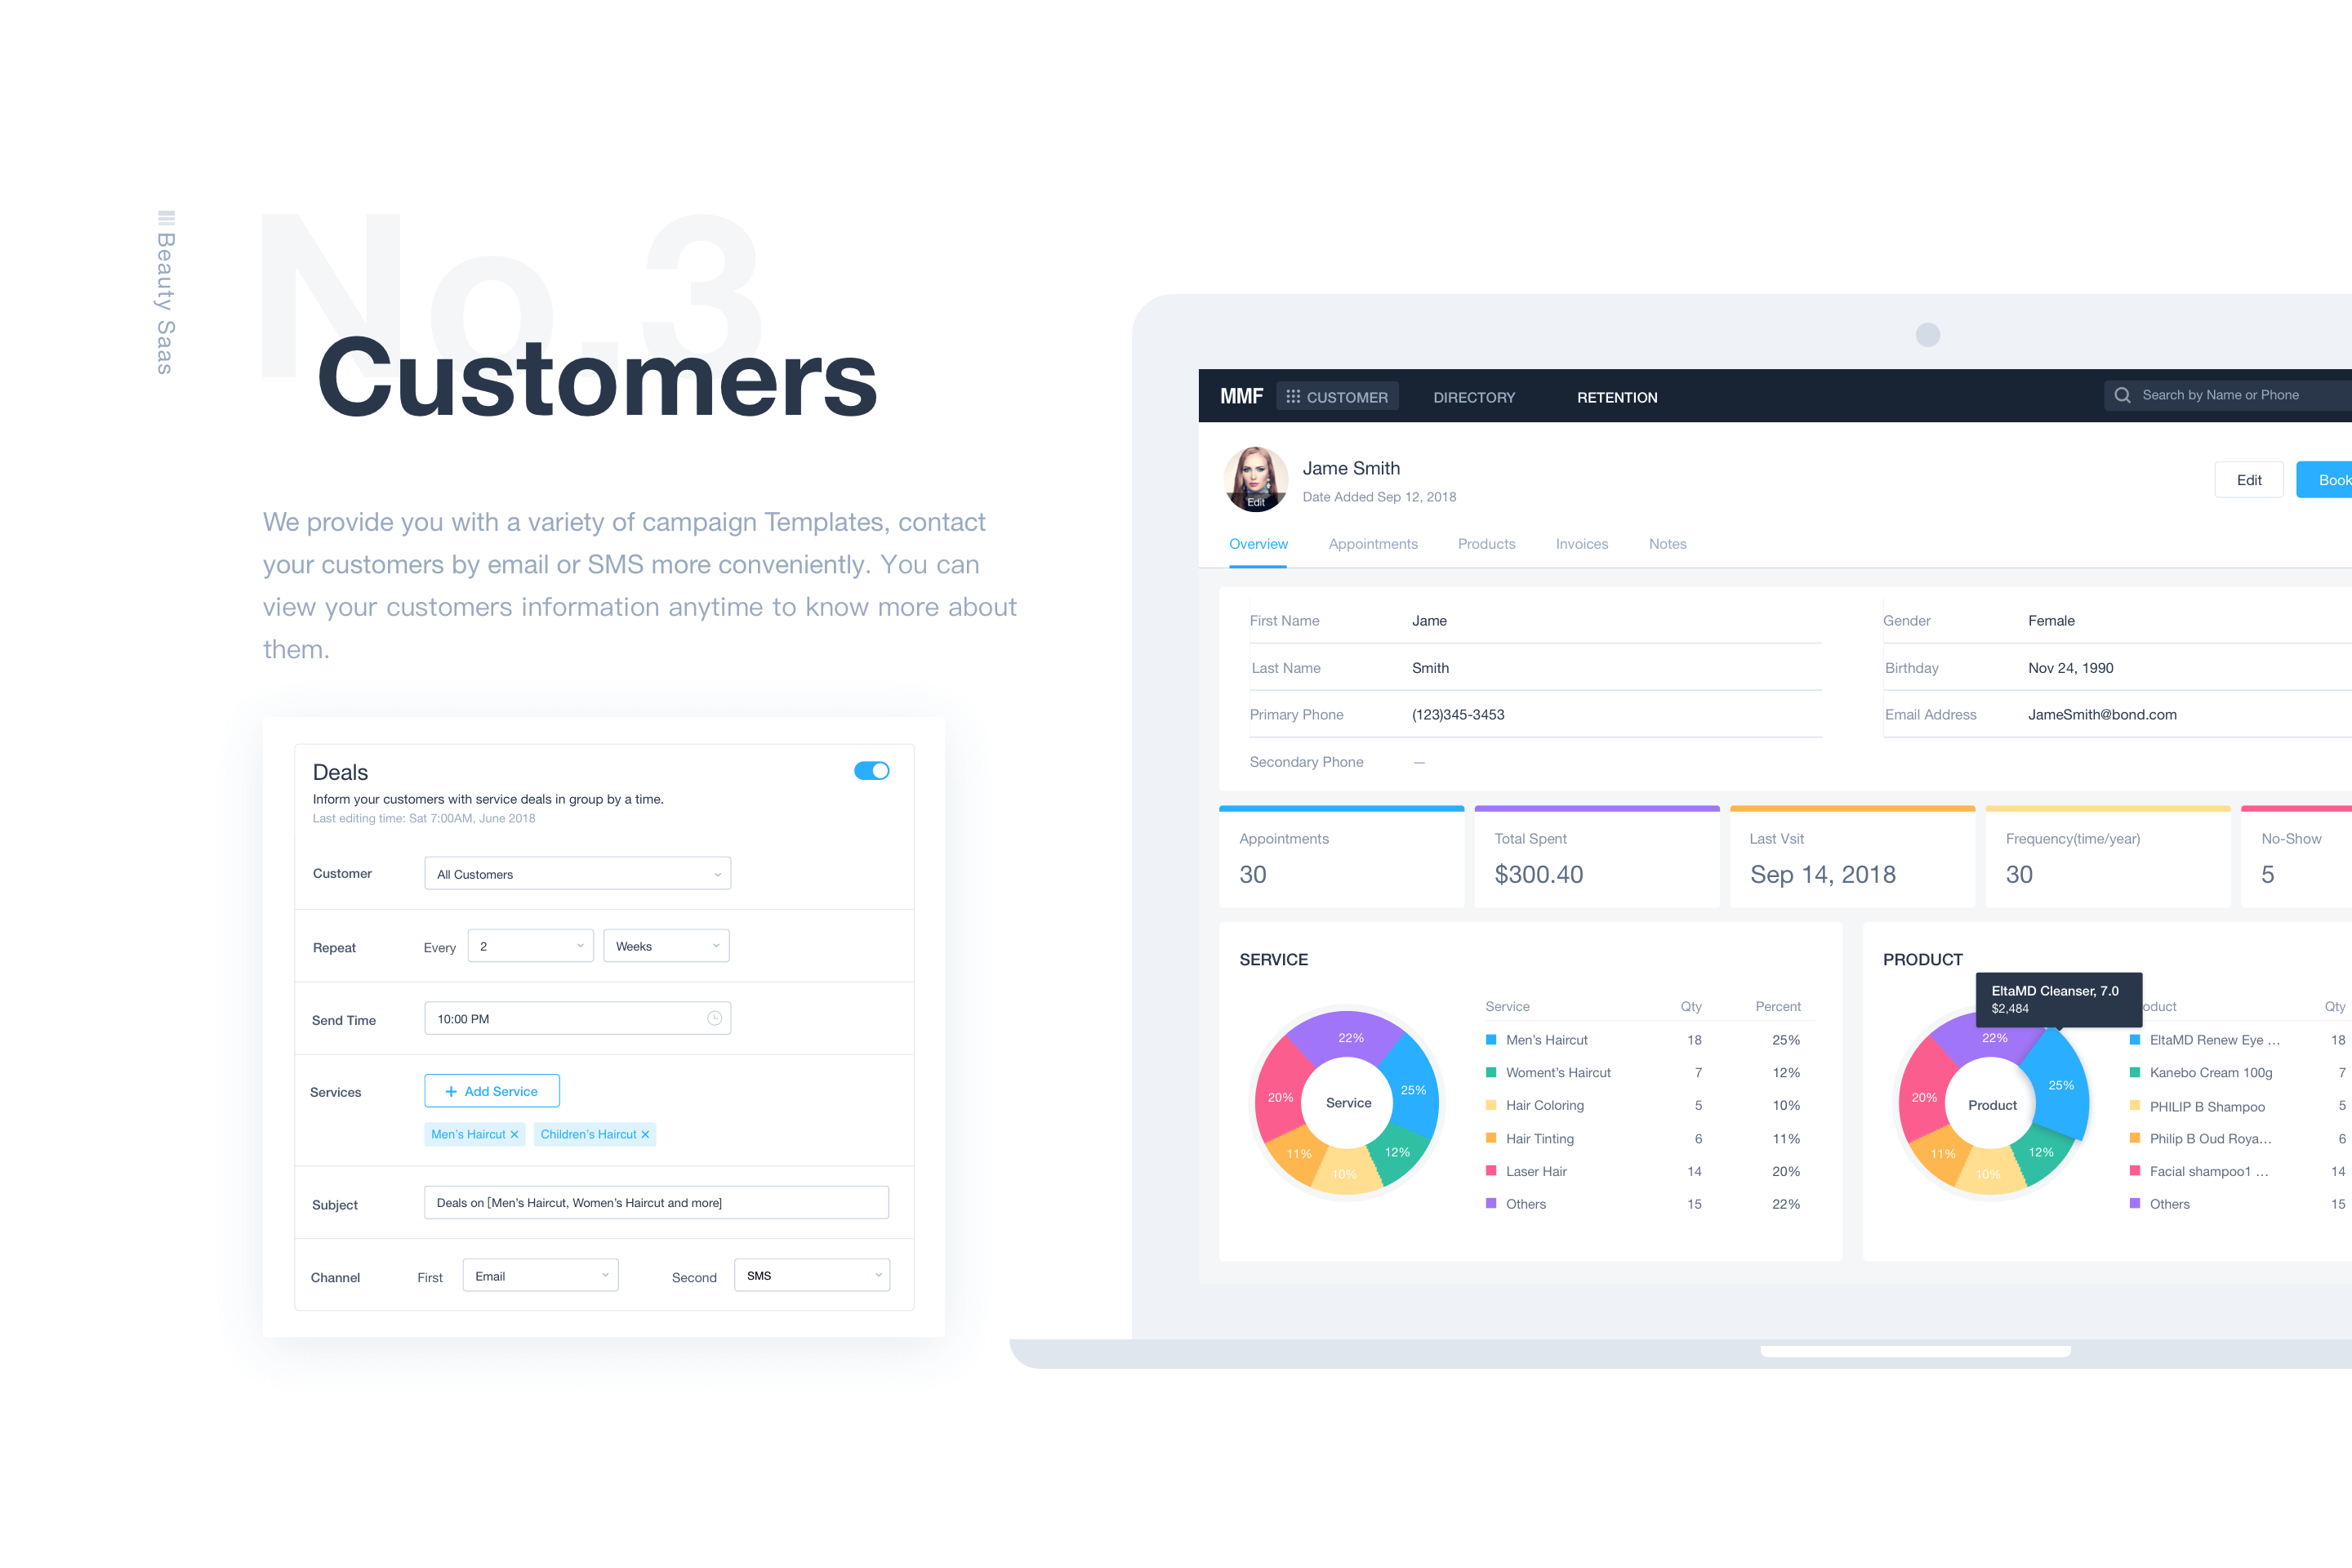 Beauty Saas
No.3
Customers
We provide you with a variety of campaign Templates, contact
your customers by email or SMS more conveniently. You can
view your customers information anytime to know more about
them.
Deals
Inform your customers with service deals in group by a time.
Last editing time: Sat 7:00AM, June 2018
Customer All Customers
Repeat Every 2 Weeks
Send Time 10:00 PM
Services + Add Service
Men's Haircut ✕ Children's Haircut ✕
Subject Deals on [Men's Haircut, Women's Haircut and more]
Channel First Email Second SMS
MMF CUSTOMER DIRECTORY RETENTION Search by Name or Phone
Jame Smith
Date Added Sep 12, 2018
Edit
Edit Book
Overview Appointments Products Invoices Notes
First Name Jame Gender Female
Last Name Smith Birthday Nov 24, 1990
Primary Phone (123)345-3453 Email Address JameSmith@bond.com
Secondary Phone —
Appointments Total Spent Last Vsit Frequency(time/year) No-Show
30 $300.40 Sep 14, 2018 30 5
SERVICE
22%
25%
12%
10%
11%
20%
Service
Service Qty Percent
Men's Haircut 18 25%
Woment's Haircut 7 12%
Hair Coloring 5 10%
Hair Tinting 6 11%
Laser Hair 14 20%
Others 15 22%
PRODUCT
EltaMD Cleanser, 7.0
$2,484
22%
25%
12%
10%
11%
20%
Product
oduct Qty
EltaMD Renew Eye ... 18
Kanebo Cream 100g 7
PHILIP B Shampoo 5
Philip B Oud Roya... 6
Facial shampoo1 ... 14
Others 15